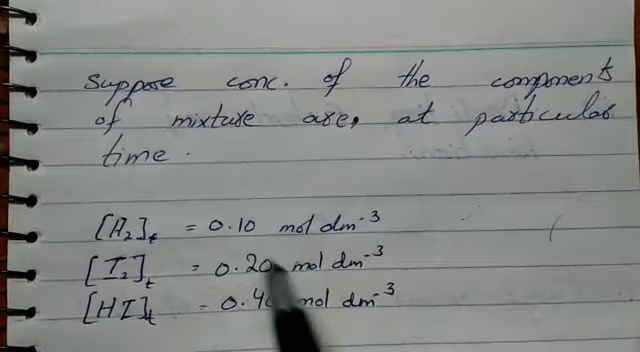 Suppose conc. of the components
of mixture are, at particular
time.
[H₂]ₜ = 0.10 mol dm⁻³
[I₂]ₜ = 0.20 mol dm⁻³
[HI]ₜ = 0.40 mol dm⁻³